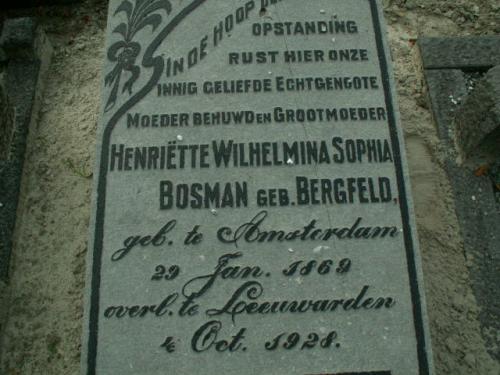 IN DE HOOP DER
OPSTANDING
RUST HIER ONZE
INNIG GELIEFDE ECHTGENOTE
MOEDER BEHUWD EN GROOTMOEDER
HENRIËTTE WILHELMINA SOPHIA
BOSMAN GEB. BERGFELD,
geb. te Amsterdam
29 Jan. 1869
overl. te Leeuwarden
4 Oct. 1928.